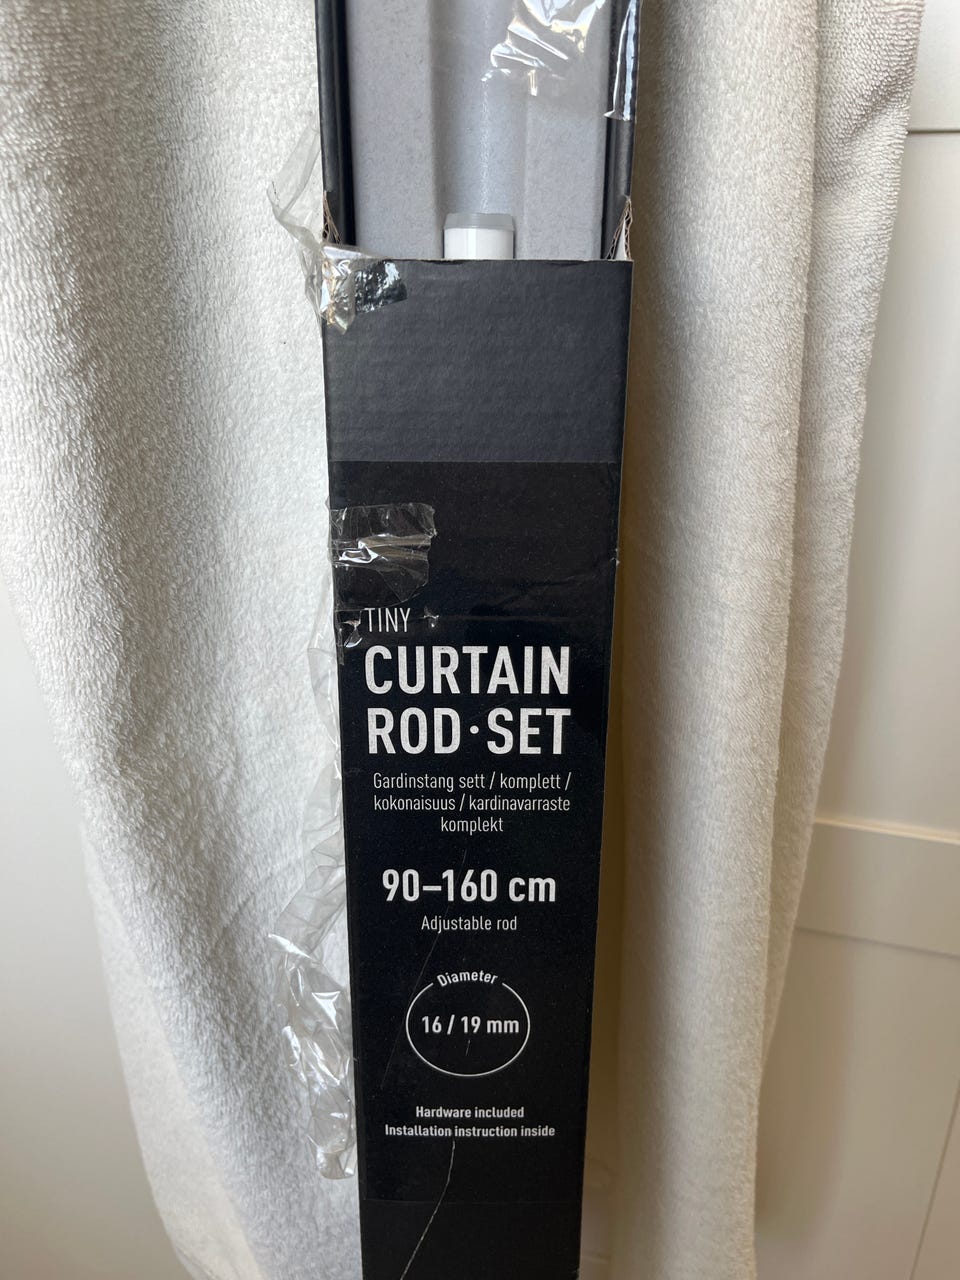 TINY
CURTAIN
ROD·SET
Gardinstang sett / komplett /
kokonaisuus / kardinavarraste
komplekt
90–160 cm
Adjustable rod
Diameter
16 / 19 mm
Hardware included
Installation instruction inside